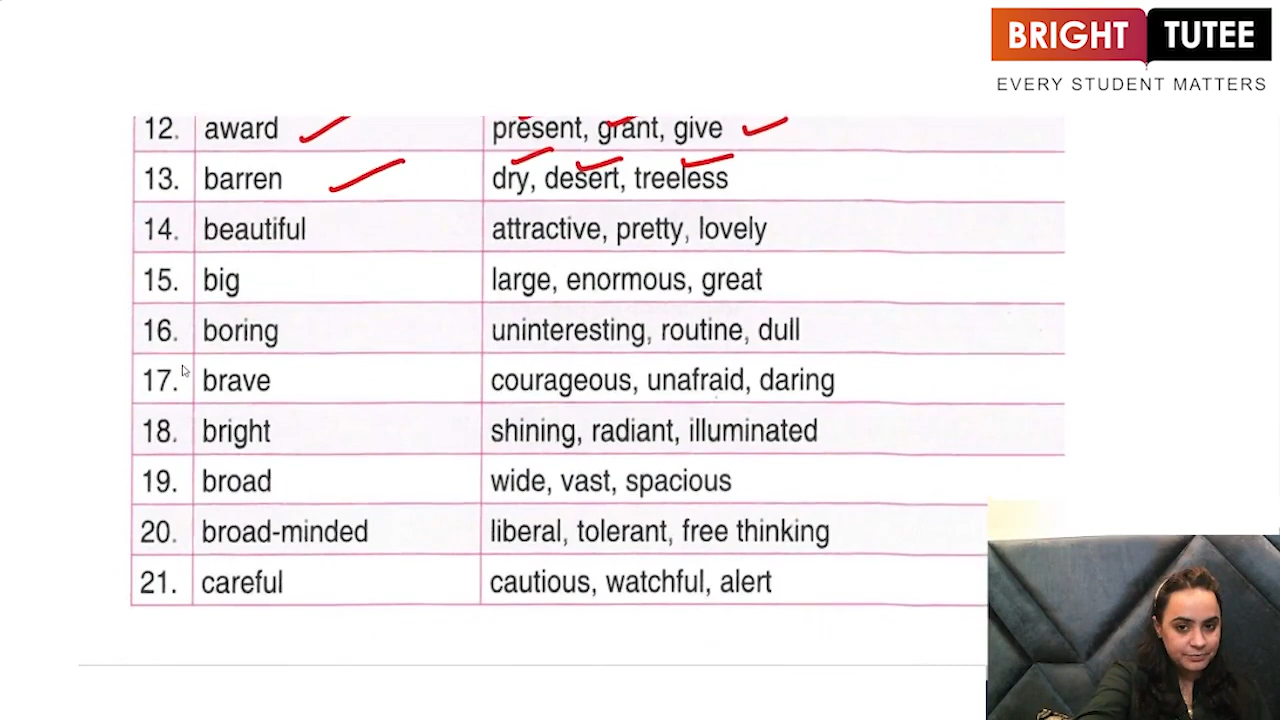 BRIGHT TUTEE
EVERY STUDENT MATTERS
12. award present, grant, give
13. barren dry, desert, treeless
14. beautiful attractive, pretty, lovely
15. big large, enormous, great
16. boring uninteresting, routine, dull
17. brave courageous, unafraid, daring
18. bright shining, radiant, illuminated
19. broad wide, vast, spacious
20. broad-minded liberal, tolerant, free thinking
21. careful cautious, watchful, alert